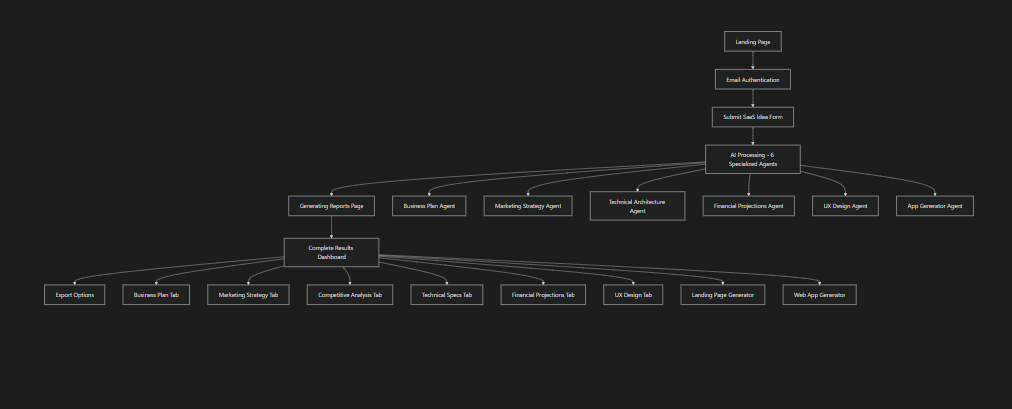 Landing Page
Email Authentication
Submit SaaS Idea Form
AI Processing - 6
Specialized Agents
Generating Reports Page
Business Plan Agent
Marketing Strategy Agent
Technical Architecture
Agent
Financial Projections Agent
UX Design Agent
App Generator Agent
Complete Results
Dashboard
Export Options
Business Plan Tab
Marketing Strategy Tab
Competitive Analysis Tab
Technical Specs Tab
Financial Projections Tab
UX Design Tab
Landing Page Generator
Web App Generator